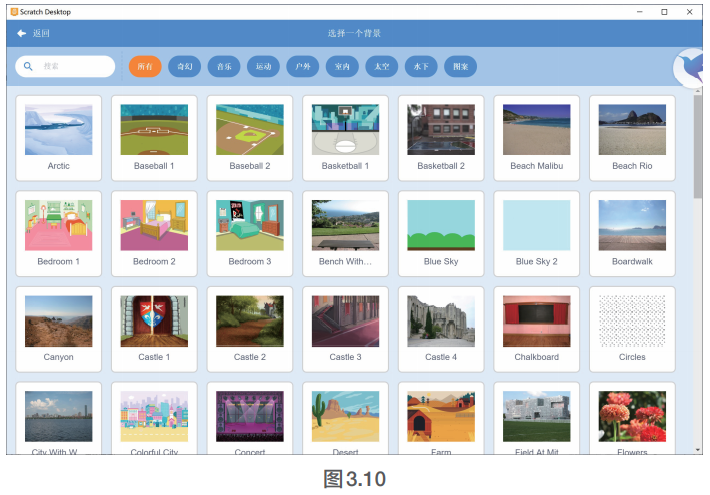 Scratch Desktop
返回
选择一个背景
搜索
所有 奇幻 音乐 运动 户外 室内 太空 水下 图案
Arctic Baseball 1 Baseball 2 Basketball 1 Basketball 2 Beach Malibu Beach Rio
Bedroom 1 Bedroom 2 Bedroom 3 Bench With... Blue Sky Blue Sky 2 Boardwalk
Canyon Castle 1 Castle 2 Castle 3 Castle 4 Chalkboard Circles
City With W... Colorful City Concert Desert Farm Field At Mit Flowers
图3.10